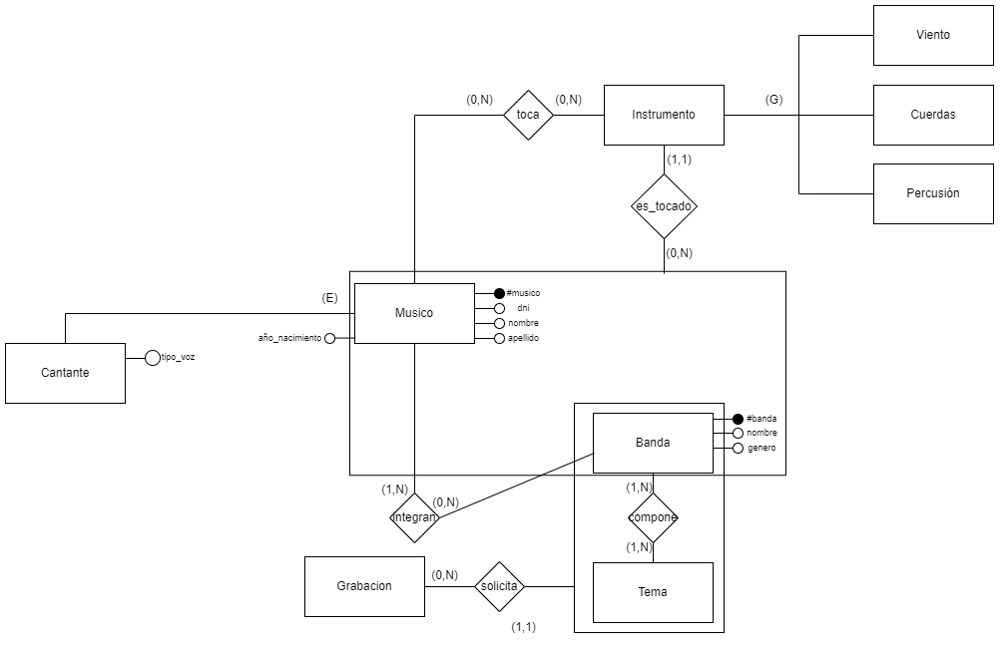 Viento
(0,N)
(0,N)
(G)
toca
Instrumento
Cuerdas
(1,1)
Percusión
es_tocado
(0,N)
(E)
#musico
Musico
dni
nombre
año_nacimiento
apellido
tipo_voz
Cantante
#banda
Banda
nombre
genero
(1,N)
(0,N)
(1,N)
integran
compone
(1,N)
(0,N)
Grabacion
solicita
Tema
(1,1)